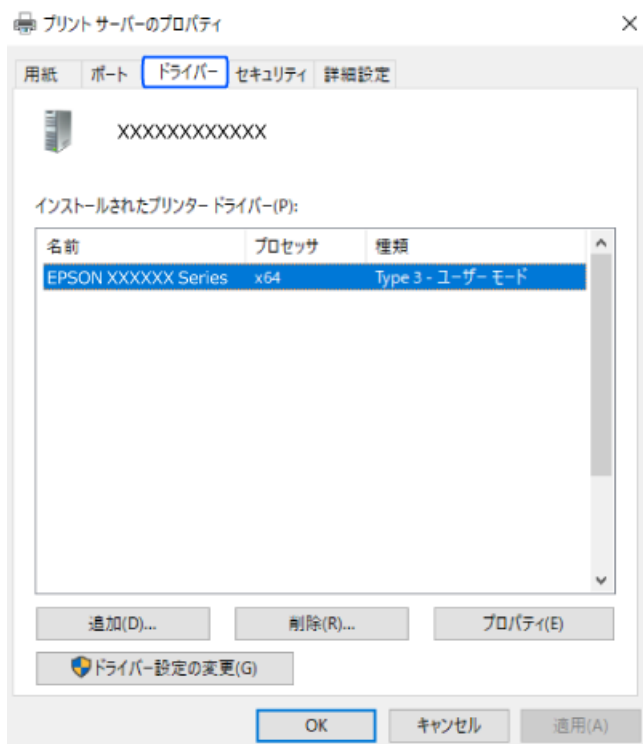 プリント サーバーのプロパティ
用紙 ポート ドライバー セキュリティ 詳細設定
XXXXXXXXXXXX
インストールされたプリンター ドライバー(P):
名前 プロセッサ 種類
EPSON XXXXXX Series x64 Type 3 - ユーザー モード
追加(D)... 削除(R)... プロパティ(E)
ドライバー設定の変更(G)
OK キャンセル 適用(A)